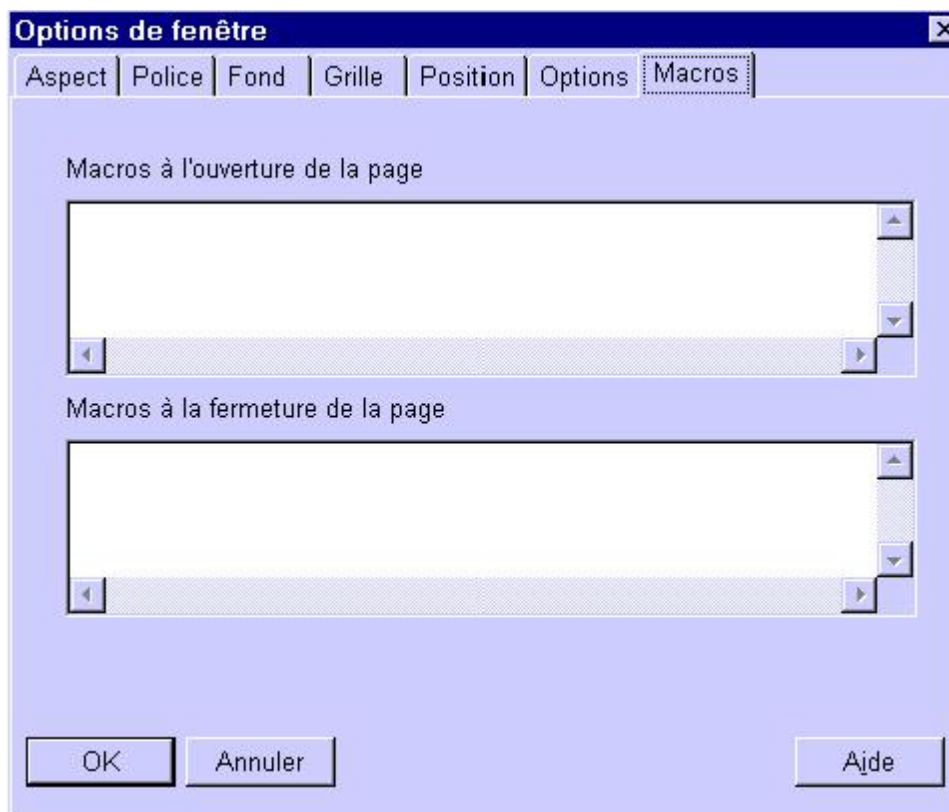 Options de fenêtre
Aspect Police Fond Grille Position Options Macros
Macros à l'ouverture de la page
Macros à la fermeture de la page
OK Annuler Aide